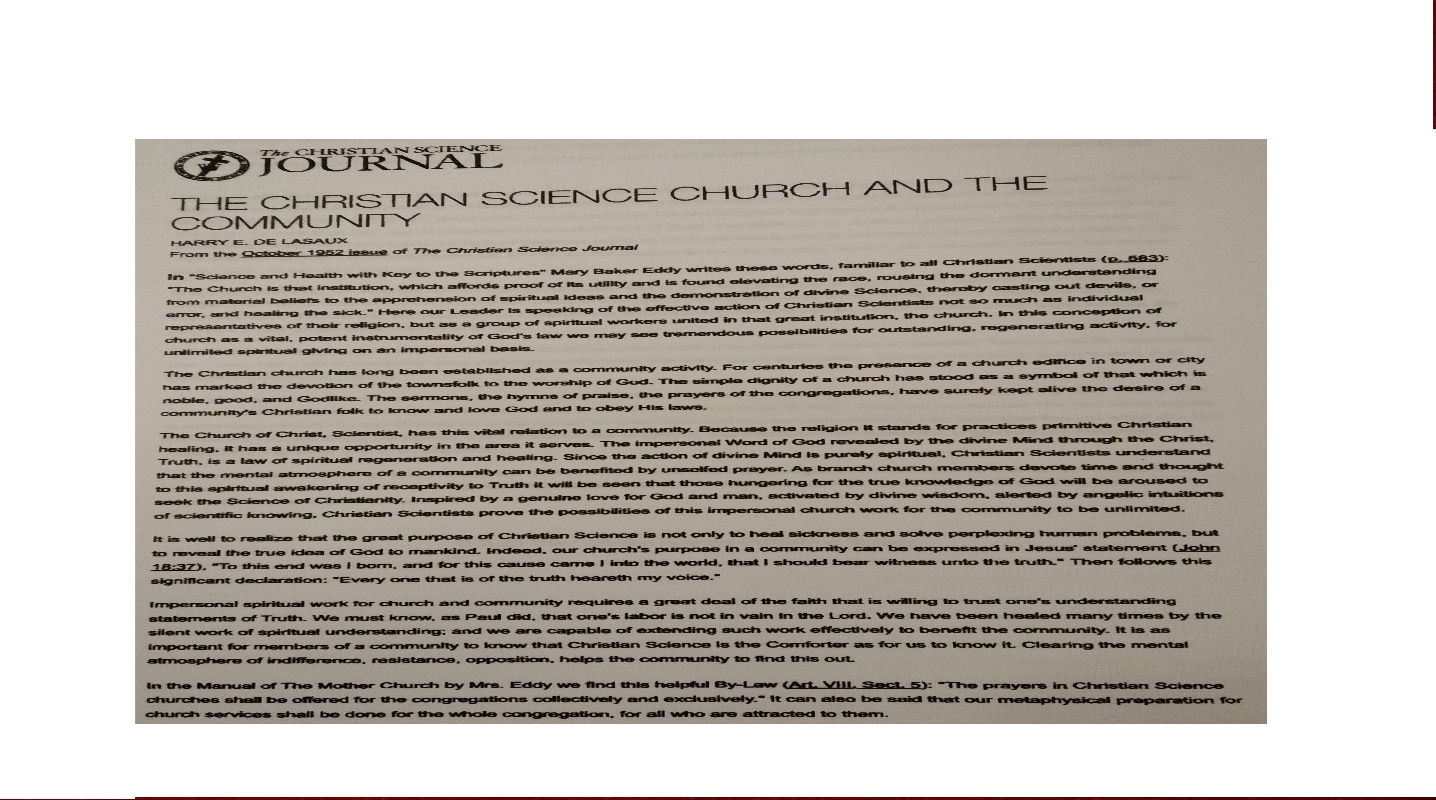 The CHRISTIAN SCIENCE
JOURNAL
THE CHRISTIAN SCIENCE CHURCH AND THE
COMMUNITY
HARRY E. DE LASAUX
From the October 1952 issue of The Christian Science Journal
In "Science and Health with Key to the Scriptures" Mary Baker Eddy writes these words, familiar to all Christian Scientists (p. 583):
"The Church is that institution, which affords proof of its utility and is found elevating the race, rousing the dormant understanding
from material beliefs to the apprehension of spiritual ideas and the demonstration of divine Science, thereby casting out devils, or
error, and healing the sick." Here our Leader is speaking of the effective action of Christian Scientists not so much as individual
representatives of their religion, but as a group of spiritual workers united in that great institution, the church. In this conception of
church as a vital, potent instrumentality of God's law we may see tremendous possibilities for outstanding, regenerating activity, for
unlimited spiritual giving on an impersonal basis.
The Christian church has long been established as a community activity. For centuries the presence of a church edifice in town or city
has marked the devotion of the townsfolk to the worship of God. The simple dignity of a church has stood as a symbol of that which is
noble, good, and Godlike. The sermons, the hymns of praise, the prayers of the congregations, have surely kept alive the desire of a
community's Christian folk to know and love God and to obey His laws.
The Church of Christ, Scientist, has this vital relation to a community. Because the religion it stands for practices primitive Christian
healing, it has a unique opportunity in the area it serves. The impersonal Word of God revealed by the divine Mind through the Christ,
Truth, is a law of spiritual regeneration and healing. Since the action of divine Mind is purely spiritual, Christian Scientists understand
that the mental atmosphere of a community can be benefited by unselfed prayer. As branch church members devote time and thought
to this spiritual awakening of receptivity to Truth it will be seen that those hungering for the true knowledge of God will be aroused to
seek the Science of Christianity. Inspired by a genuine love for God and man, activated by divine wisdom, alerted by angelic intuitions
of scientific knowing, Christian Scientists prove the possibilities of this impersonal church work for the community to be unlimited.
It is well to realize that the great purpose of Christian Science is not only to heal sickness and solve perplexing human problems, but
to reveal the true idea of God to mankind. Indeed, our church's purpose in a community can be expressed in Jesus' statement (John
18:37), "To this end was I born, and for this cause came I into the world, that I should bear witness unto the truth." Then follows this
significant declaration: "Every one that is of the truth heareth my voice."
Impersonal spiritual work for church and community requires a great deal of the faith that is willing to trust one's understanding
statements of Truth. We must know, as Paul did, that one's labor is not in vain in the Lord. We have been healed many times by the
silent work of spiritual understanding; and we are capable of extending such work effectively to benefit the community. It is as
important for members of a community to know that Christian Science is the Comforter as for us to know it. Clearing the mental
atmosphere of indifference, resistance, opposition, helps the community to find this out.
In the Manual of The Mother Church by Mrs. Eddy we find this helpful By-Law (Art. VIII, Sect. 5): "The prayers in Christian Science
churches shall be offered for the congregations collectively and exclusively." It can also be said that our metaphysical preparation for
church services shall be done for the whole congregation, for all who are attracted to them.